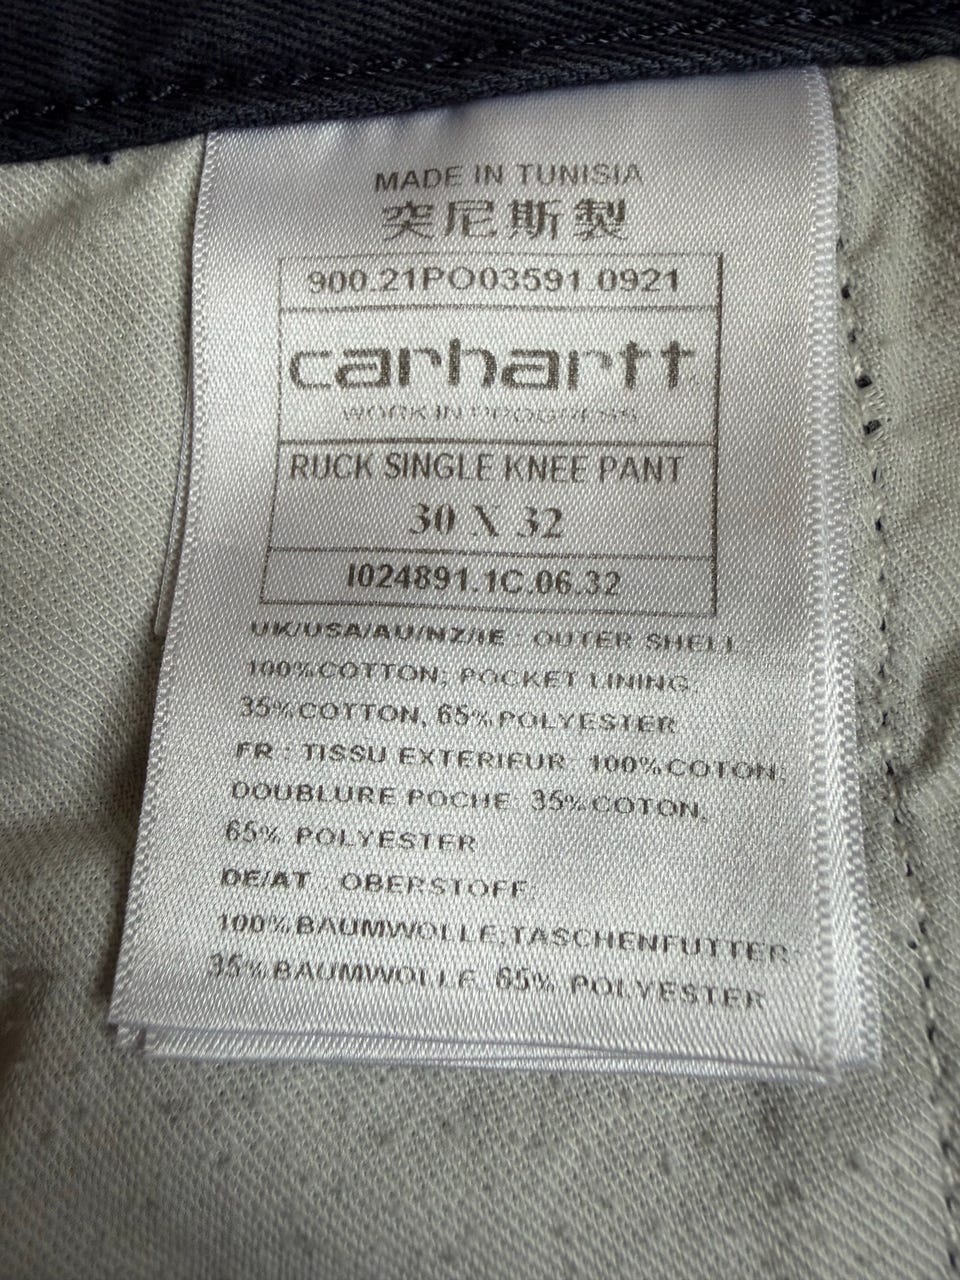 MADE IN TUNISIA
突尼斯製
900.21PO03591.0921
carhartt
WORK IN PROGRESS
RUCK SINGLE KNEE PANT
30 X 32
I024891.1C.06.32
UK/USA/AU/NZ/IE : OUTER SHELL:
100%COTTON; POCKET LINING:
35%COTTON, 65%POLYESTER
FR : TISSU EXTERIEUR: 100%COTON;
DOUBLURE POCHE: 35%COTON,
65% POLYESTER
DE/AT : OBERSTOFF:
100%BAUMWOLLE;TASCHENFUTTER:
35%BAUMWOLLE, 65% POLYESTER